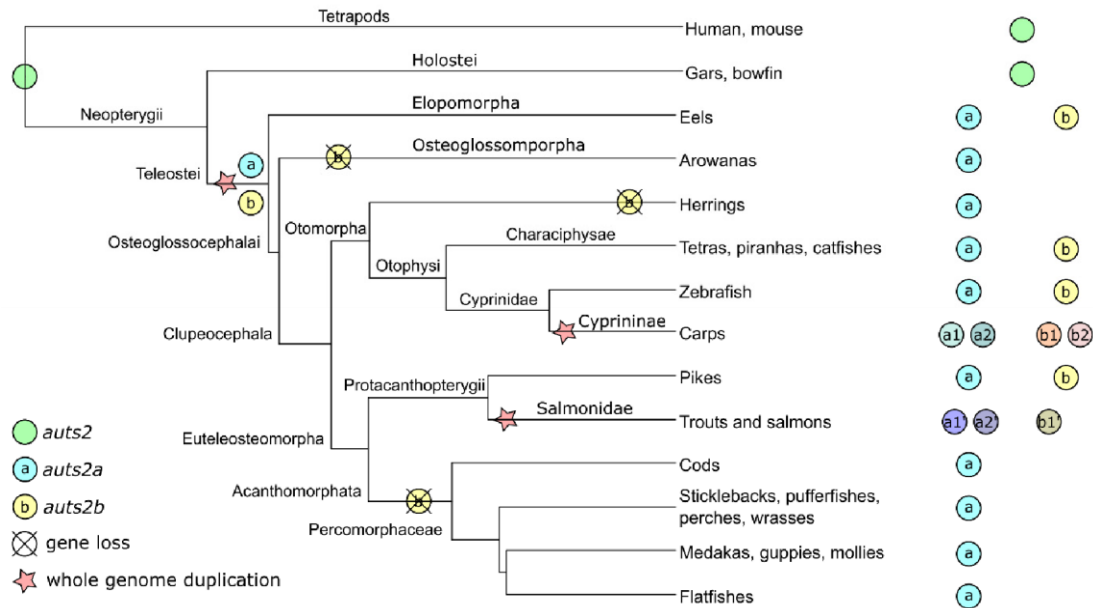 Tetrapods
Human, mouse
Holostei
Gars, bowfin
Neopterygii
Elopomorpha
Eels
a
b
Teleostei
a
b
b
Osteoglossomporpha
Arowanas
a
Otomorpha
b
Herrings
a
Osteoglossocephalai
Characiphysae
Tetras, piranhas, catfishes
a
b
Otophysi
Cyprinidae
Zebrafish
a
b
Clupeocephala
Cyprininae
Carps
a1
a2
b1
b2
Protacanthopterygii
Pikes
a
b
Salmonidae
Trouts and salmons
a1'
a2'
b1'
Euteleosteomorpha
auts2
Cods
a
a
auts2a
Acanthomorphata
b
Sticklebacks, pufferfishes,
perches, wrasses
a
b
auts2b
Percomorphaceae
gene loss
Medakas, guppies, mollies
a
whole genome duplication
Flatfishes
a